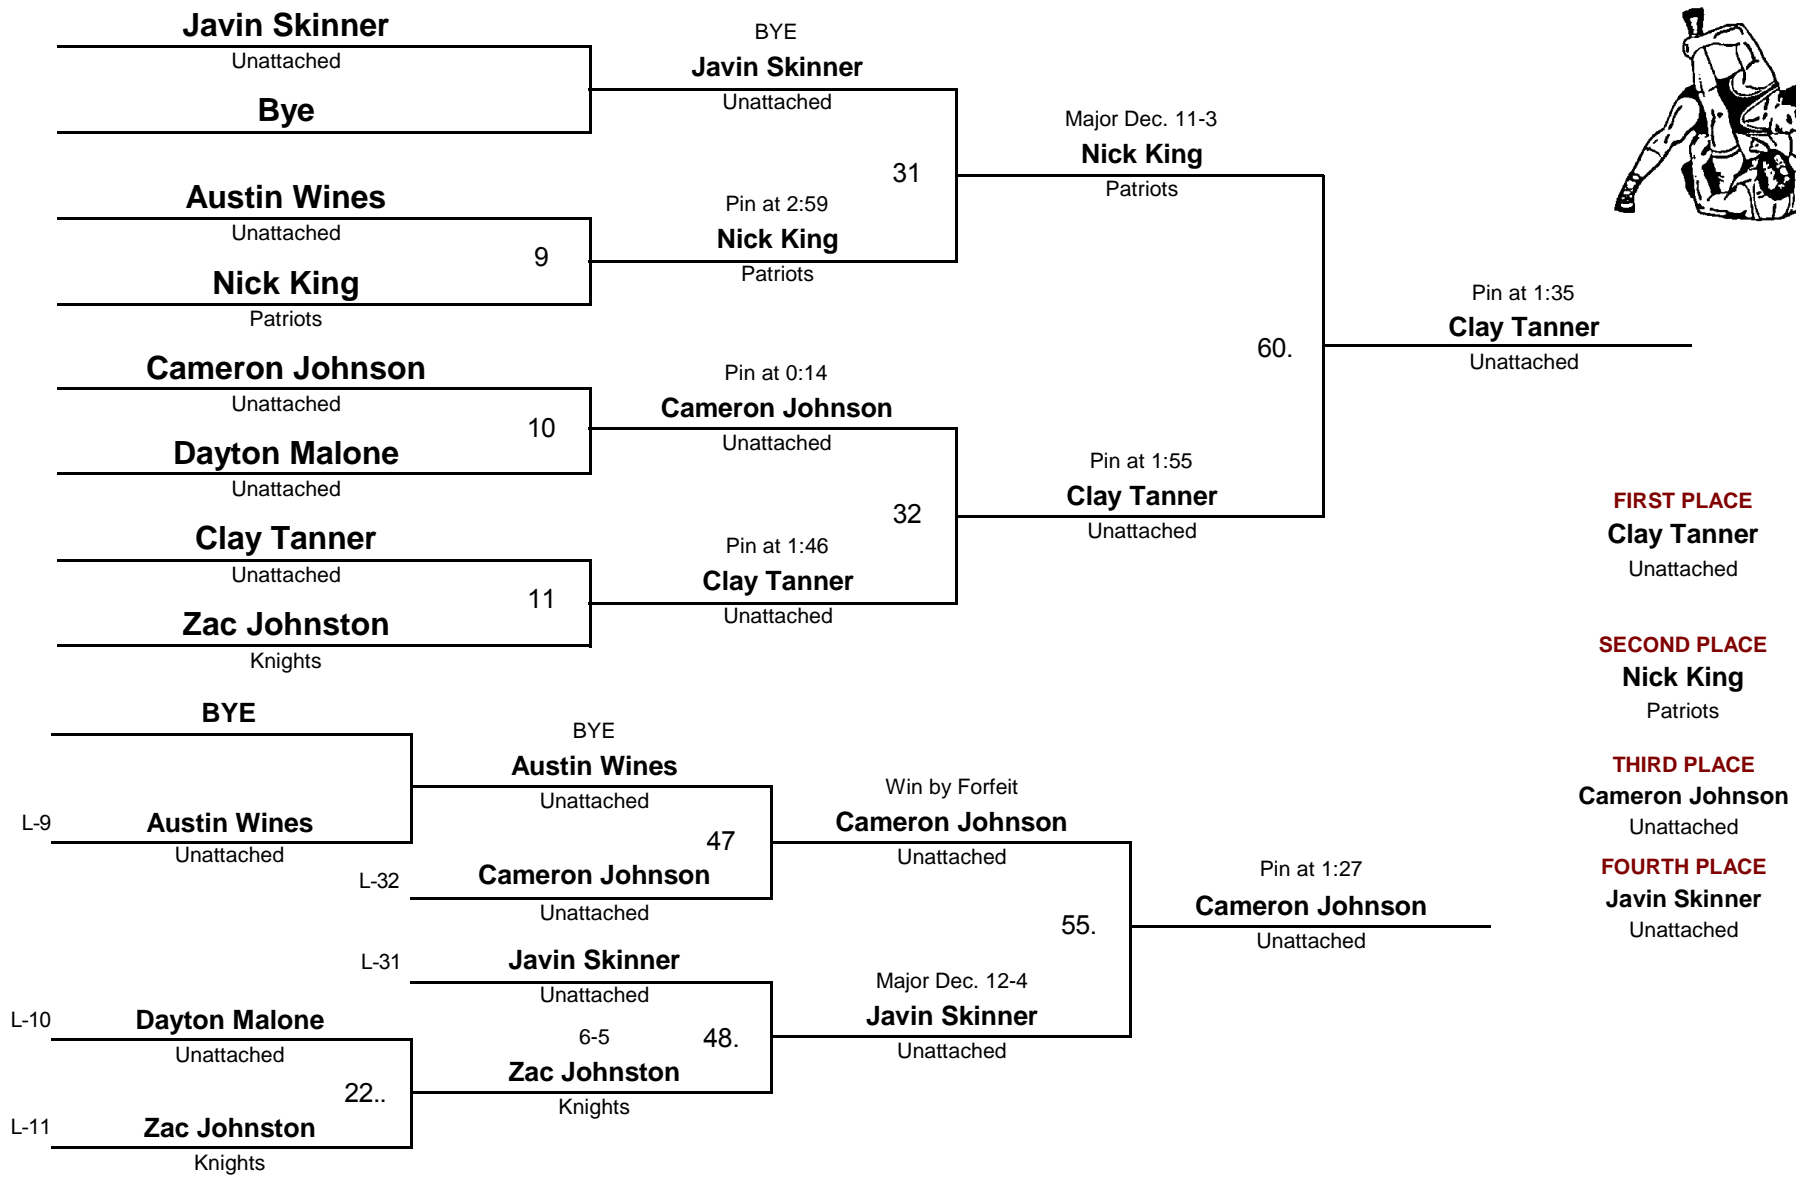 Javin Skinner
Unattached
Bye
Austin Wines
Unattached
9
Nick King
Patriots
Cameron Johnson
Unattached
10
Dayton Malone
Unattached
Clay Tanner
Unattached
11
Zac Johnston
Knights
BYE
Javin Skinner
Unattached
31
Pin at 2:59
Nick King
Patriots
Pin at 0:14
Cameron Johnson
Unattached
32
Pin at 1:46
Clay Tanner
Unattached
Major Dec. 11-3
Nick King
Patriots
60.
Pin at 1:55
Clay Tanner
Unattached
Pin at 1:35
Clay Tanner
Unattached
FIRST PLACE
Clay Tanner
Unattached
SECOND PLACE
Nick King
Patriots
THIRD PLACE
Cameron Johnson
Unattached
FOURTH PLACE
Javin Skinner
Unattached
BYE
L-9
Austin Wines
Unattached
L-10
Dayton Malone
Unattached
22..
L-11
Zac Johnston
Knights
BYE
Austin Wines
Unattached
47
L-32
Cameron Johnson
Unattached
L-31
Javin Skinner
Unattached
6-5
48.
Zac Johnston
Knights
Win by Forfeit
Cameron Johnson
Unattached
55.
Major Dec. 12-4
Javin Skinner
Unattached
Pin at 1:27
Cameron Johnson
Unattached